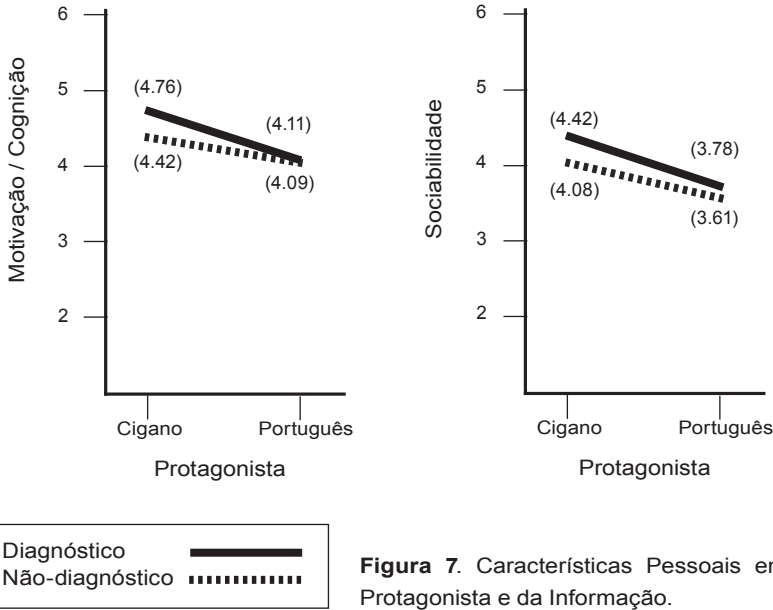 6
5
4
3
2
Motivação / Cognição
(4.76)
(4.11)
(4.42)
(4.09)
Cigano
Português
Protagonista
6
5
4
3
2
Sociabilidade
(4.42)
(3.78)
(4.08)
(3.61)
Cigano
Português
Protagonista
Diagnóstico
Não-diagnóstico
Figura 7. Características Pessoais em
Protagonista e da Informação.